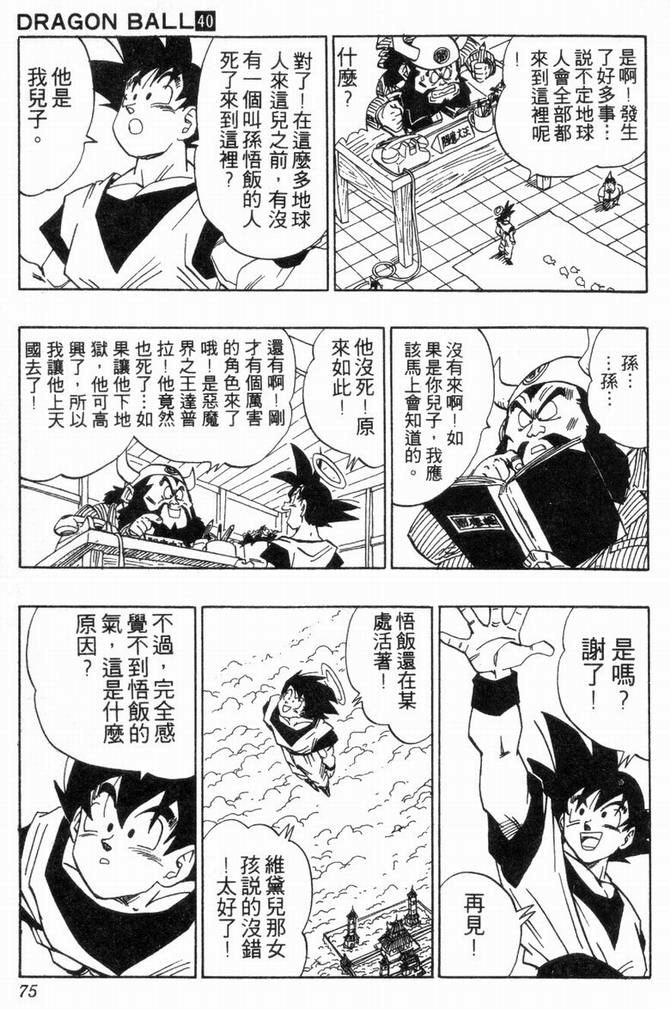 DRAGON BALL 40
是啊！發生
了好多事…
說不定地球
人會全部都
來到這裡呢
！
什麼？
對了！在這麼多地球
人來這兒之前，有沒
有一個叫孫悟飯的人
死了來到這裡？
他是
我兒子。
孫…
…孫…
沒有來啊！如
果是你兒子，我應
該馬上會知道的。
他沒死！原
來如此！
還有啊！剛
才有個厲害
的角色來了
哦！是惡魔
界之王達普
拉！他竟然
也死了…如
果讓他下地
獄，他可高
興了，所以
我讓他上天
國去了！
是嗎？
謝了！
再見！
悟飯還在某
處活著！
維黛兒那女
孩說的沒錯
！太好了！
不過，完全感
覺不到悟飯的
氣，這是什麼
原因？
75